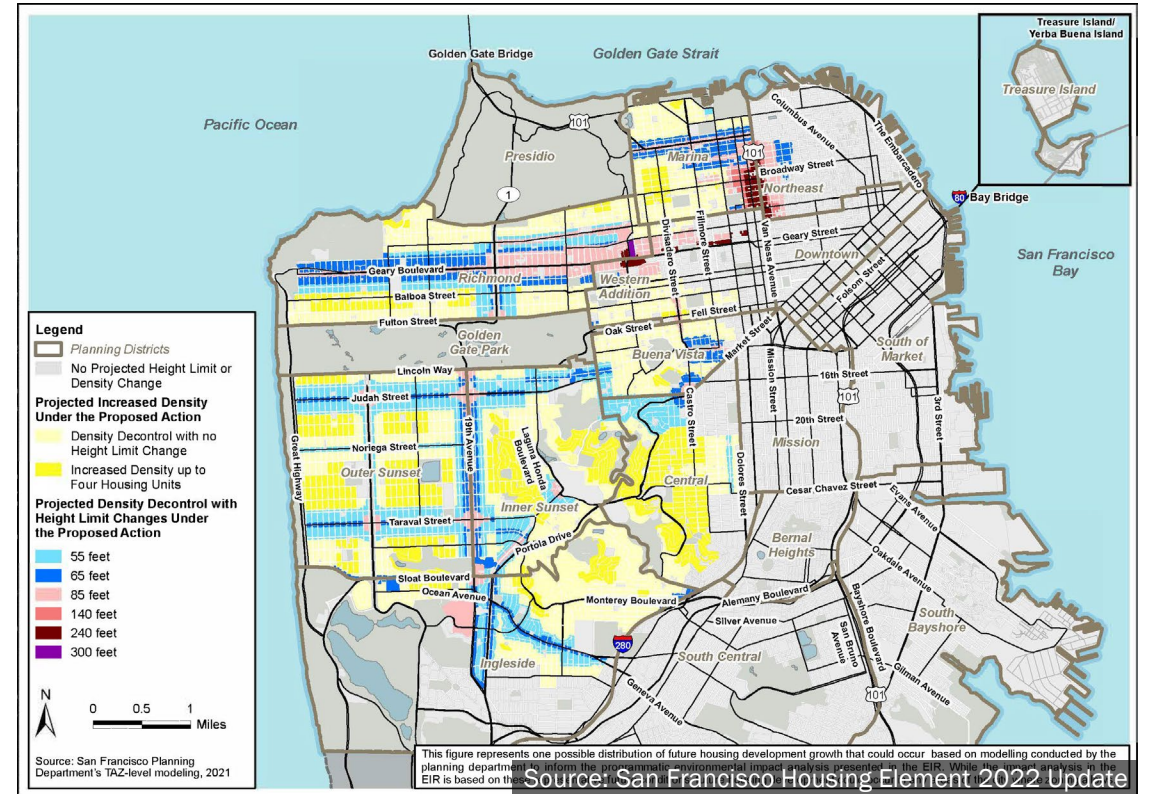 Treasure Island/
Yerba Buena Island
Treasure Island
Golden Gate Bridge
Golden Gate Strait
Pacific Ocean
101
Presidio
1
Marina
101
Columbus Avenue
The Embarcadero
Broadway Street
Northeast
80
Bay Bridge
San Francisco
Bay
Geary Boulevard
Richmond
Balboa Street
Fulton Street
Divisadero Street
Fillmore Street
Van Ness Avenue
Geary Street
Downtown
Folsom Street
Western
Addition
Golden
Gate Park
Oak Street
Fell Street
Buena Vista
Market Street
South of
Market
Lincoln Way
Judah Street
19th Avenue
Noriega Street
Great Highway
Outer Sunset
Laguna Honda
Boulevard
Castro Street
Mission Street
16th Street
101
3rd Street
20th Street
Mission
Dolores Street
Central
Cesar Chavez Street
Evans Avenue
Inner Sunset
Taraval Street
Portola Drive
Bernal
Heights
Oakdale Avenue
Sloat Boulevard
Ocean Avenue
Monterey Boulevard
Alemany Boulevard
Silver Avenue
Bayshore Boulevard
San Bruno
Avenue
South
Bayshore
280
South Central
Ingleside
Geneva Avenue
Gilman Avenue
101
Legend
Planning Districts
No Projected Height Limit or
Density Change
Projected Increased Density
Under the Proposed Action
Density Decontrol with no
Height Limit Change
Increased Density up to
Four Housing Units
Projected Density Decontrol with
Height Limit Changes Under
the Proposed Action
55 feet
65 feet
85 feet
140 feet
240 feet
300 feet
N
0 0.5 1
Miles
Source: San Francisco Planning
Department's TAZ-level modeling, 2021
This figure represents one possible distribution of future housing development growth that could occur based on modelling conducted by the
planning department to inform the programmatic environmental impact analysis presented in the EIR. While the impact analysis in the
EIR is based on these
Source: San Francisco Housing Element 2022 Update